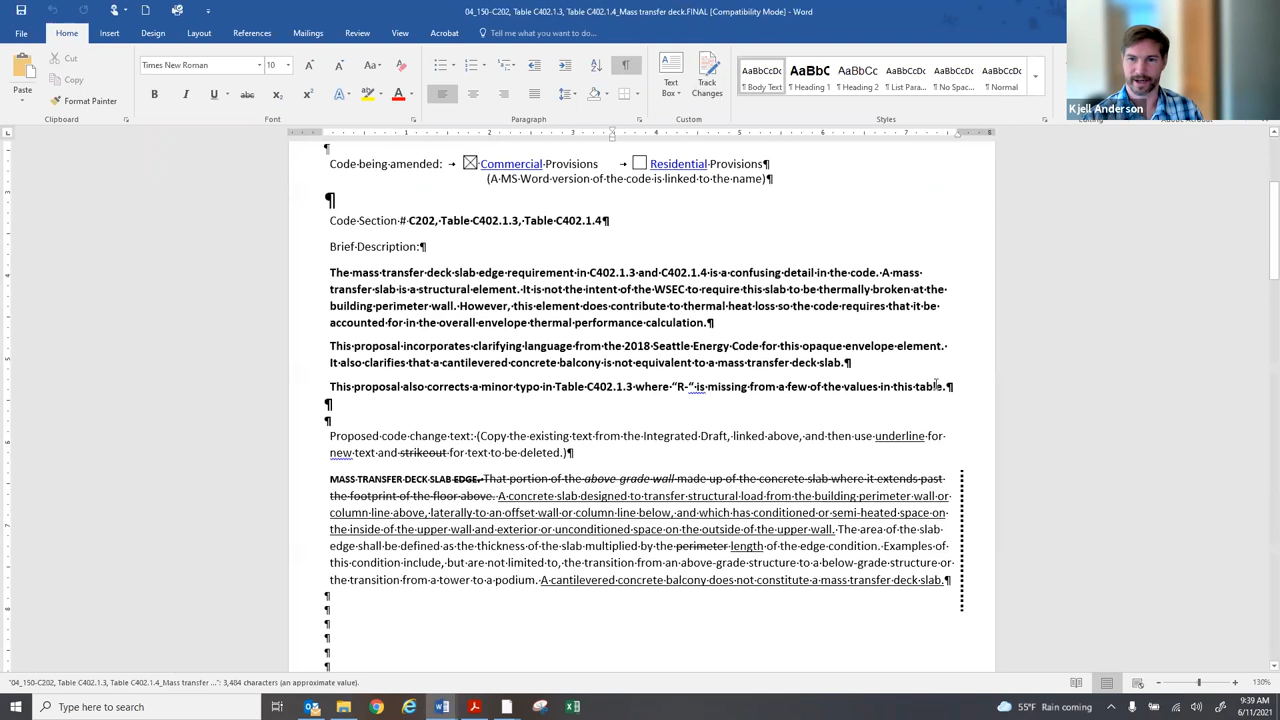 04_150-C202, Table C402.1.3, Table C402.1.4_Mass transfer deck.final [Compatibility Mode] - Word
File Home Insert Design Layout References Mailings Review View Acrobat Tell me what you want to do...
Paste
Cut
Copy
Format Painter
Clipboard
Times New Roman 10
Font
Paragraph
Text Box
Track Changes
Custom
AaBbCcDc ¶ Body Text
AaBbC ¶ Heading 1
AaBbCc ¶ Heading 2
AaBbCcDc ¶ List Para...
AaBbCcDc ¶ No Spac...
AaBbCcDc ¶ Normal
Styles
Kjell Anderson
¶
Code being amended: → ☒ Commercial Provisions → ☐ Residential Provisions¶
(A MS Word version of the code is linked to the name)¶
¶
Code Section # C202, Table C402.1.3, Table C402.1.4¶
Brief Description:¶
The mass transfer deck slab edge requirement in C402.1.3 and C402.1.4 is a confusing detail in the code. A mass
transfer slab is a structural element. It is not the intent of the WSEC to require this slab to be thermally broken at the
building perimeter wall. However, this element does contribute to thermal heat loss so the code requires that it be
accounted for in the overall envelope thermal performance calculation.¶
This proposal incorporates clarifying language from the 2018 Seattle Energy Code for this opaque envelope element.
It also clarifies that a cantilevered concrete balcony is not equivalent to a mass transfer deck slab.¶
This proposal also corrects a minor typo in Table C402.1.3 where “R-“ is missing from a few of the values in this table.¶
¶
¶
Proposed code change text: (Copy the existing text from the Integrated Draft, linked above, and then use underline for
new text and strikeout for text to be deleted.)¶
MASS TRANSFER DECK SLAB EDGE. That portion of the above grade wall made up of the concrete slab where it extends past
the footprint of the floor above. A concrete slab designed to transfer structural load from the building perimeter wall or
column line above, laterally to an offset wall or column line below, and which has conditioned or semi-heated space on
the inside of the upper wall and exterior or unconditioned space on the outside of the upper wall. The area of the slab
edge shall be defined as the thickness of the slab multiplied by the perimeter length of the edge condition. Examples of
this condition include, but are not limited to, the transition from an above-grade structure to a below-grade structure or
the transition from a tower to a podium. A cantilevered concrete balcony does not constitute a mass transfer deck slab.¶
¶
¶
¶
¶
¶
¶
"04_150-C202, Table C402.1.3, Table C402.1.4_Mass transfer ...": 3,484 characters (an approximate value).
130%
Type here to search
55°F Raining
9:39 AM
6/11/2021